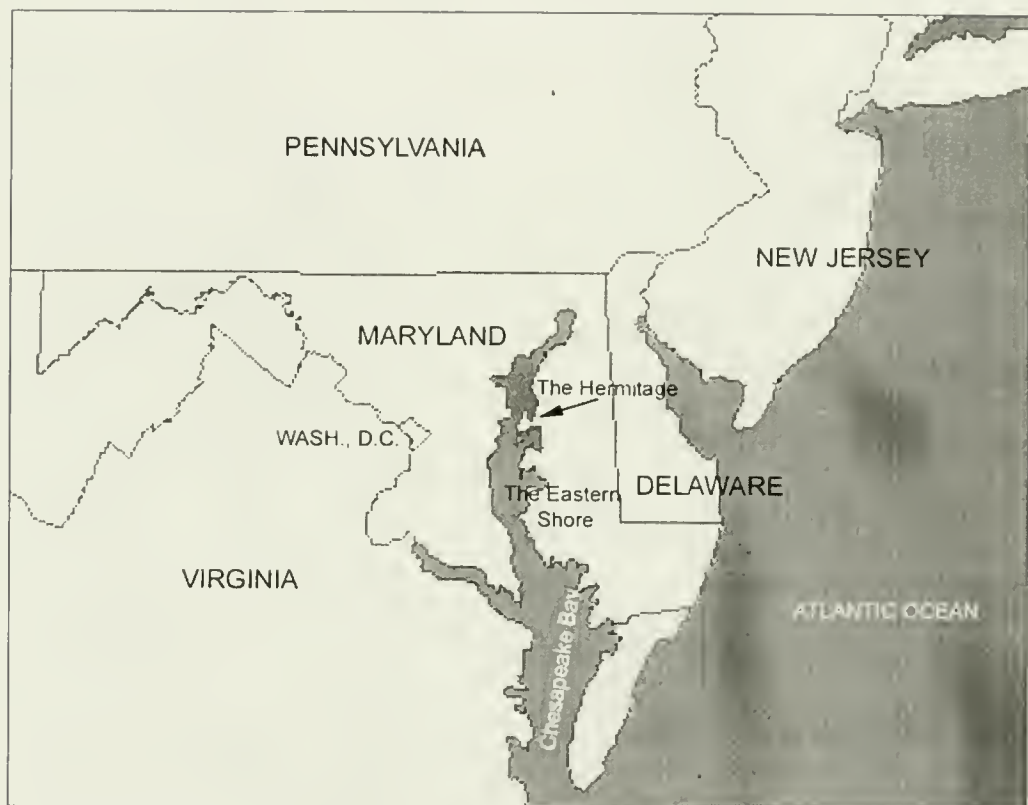 PENNSYLVANIA
NEW JERSEY
MARYLAND
The Hermitage
WASH., D.C.
The Eastern
Shore
DELAWARE
VIRGINIA
ATLANTIC OCEAN
Chesapeake Bay